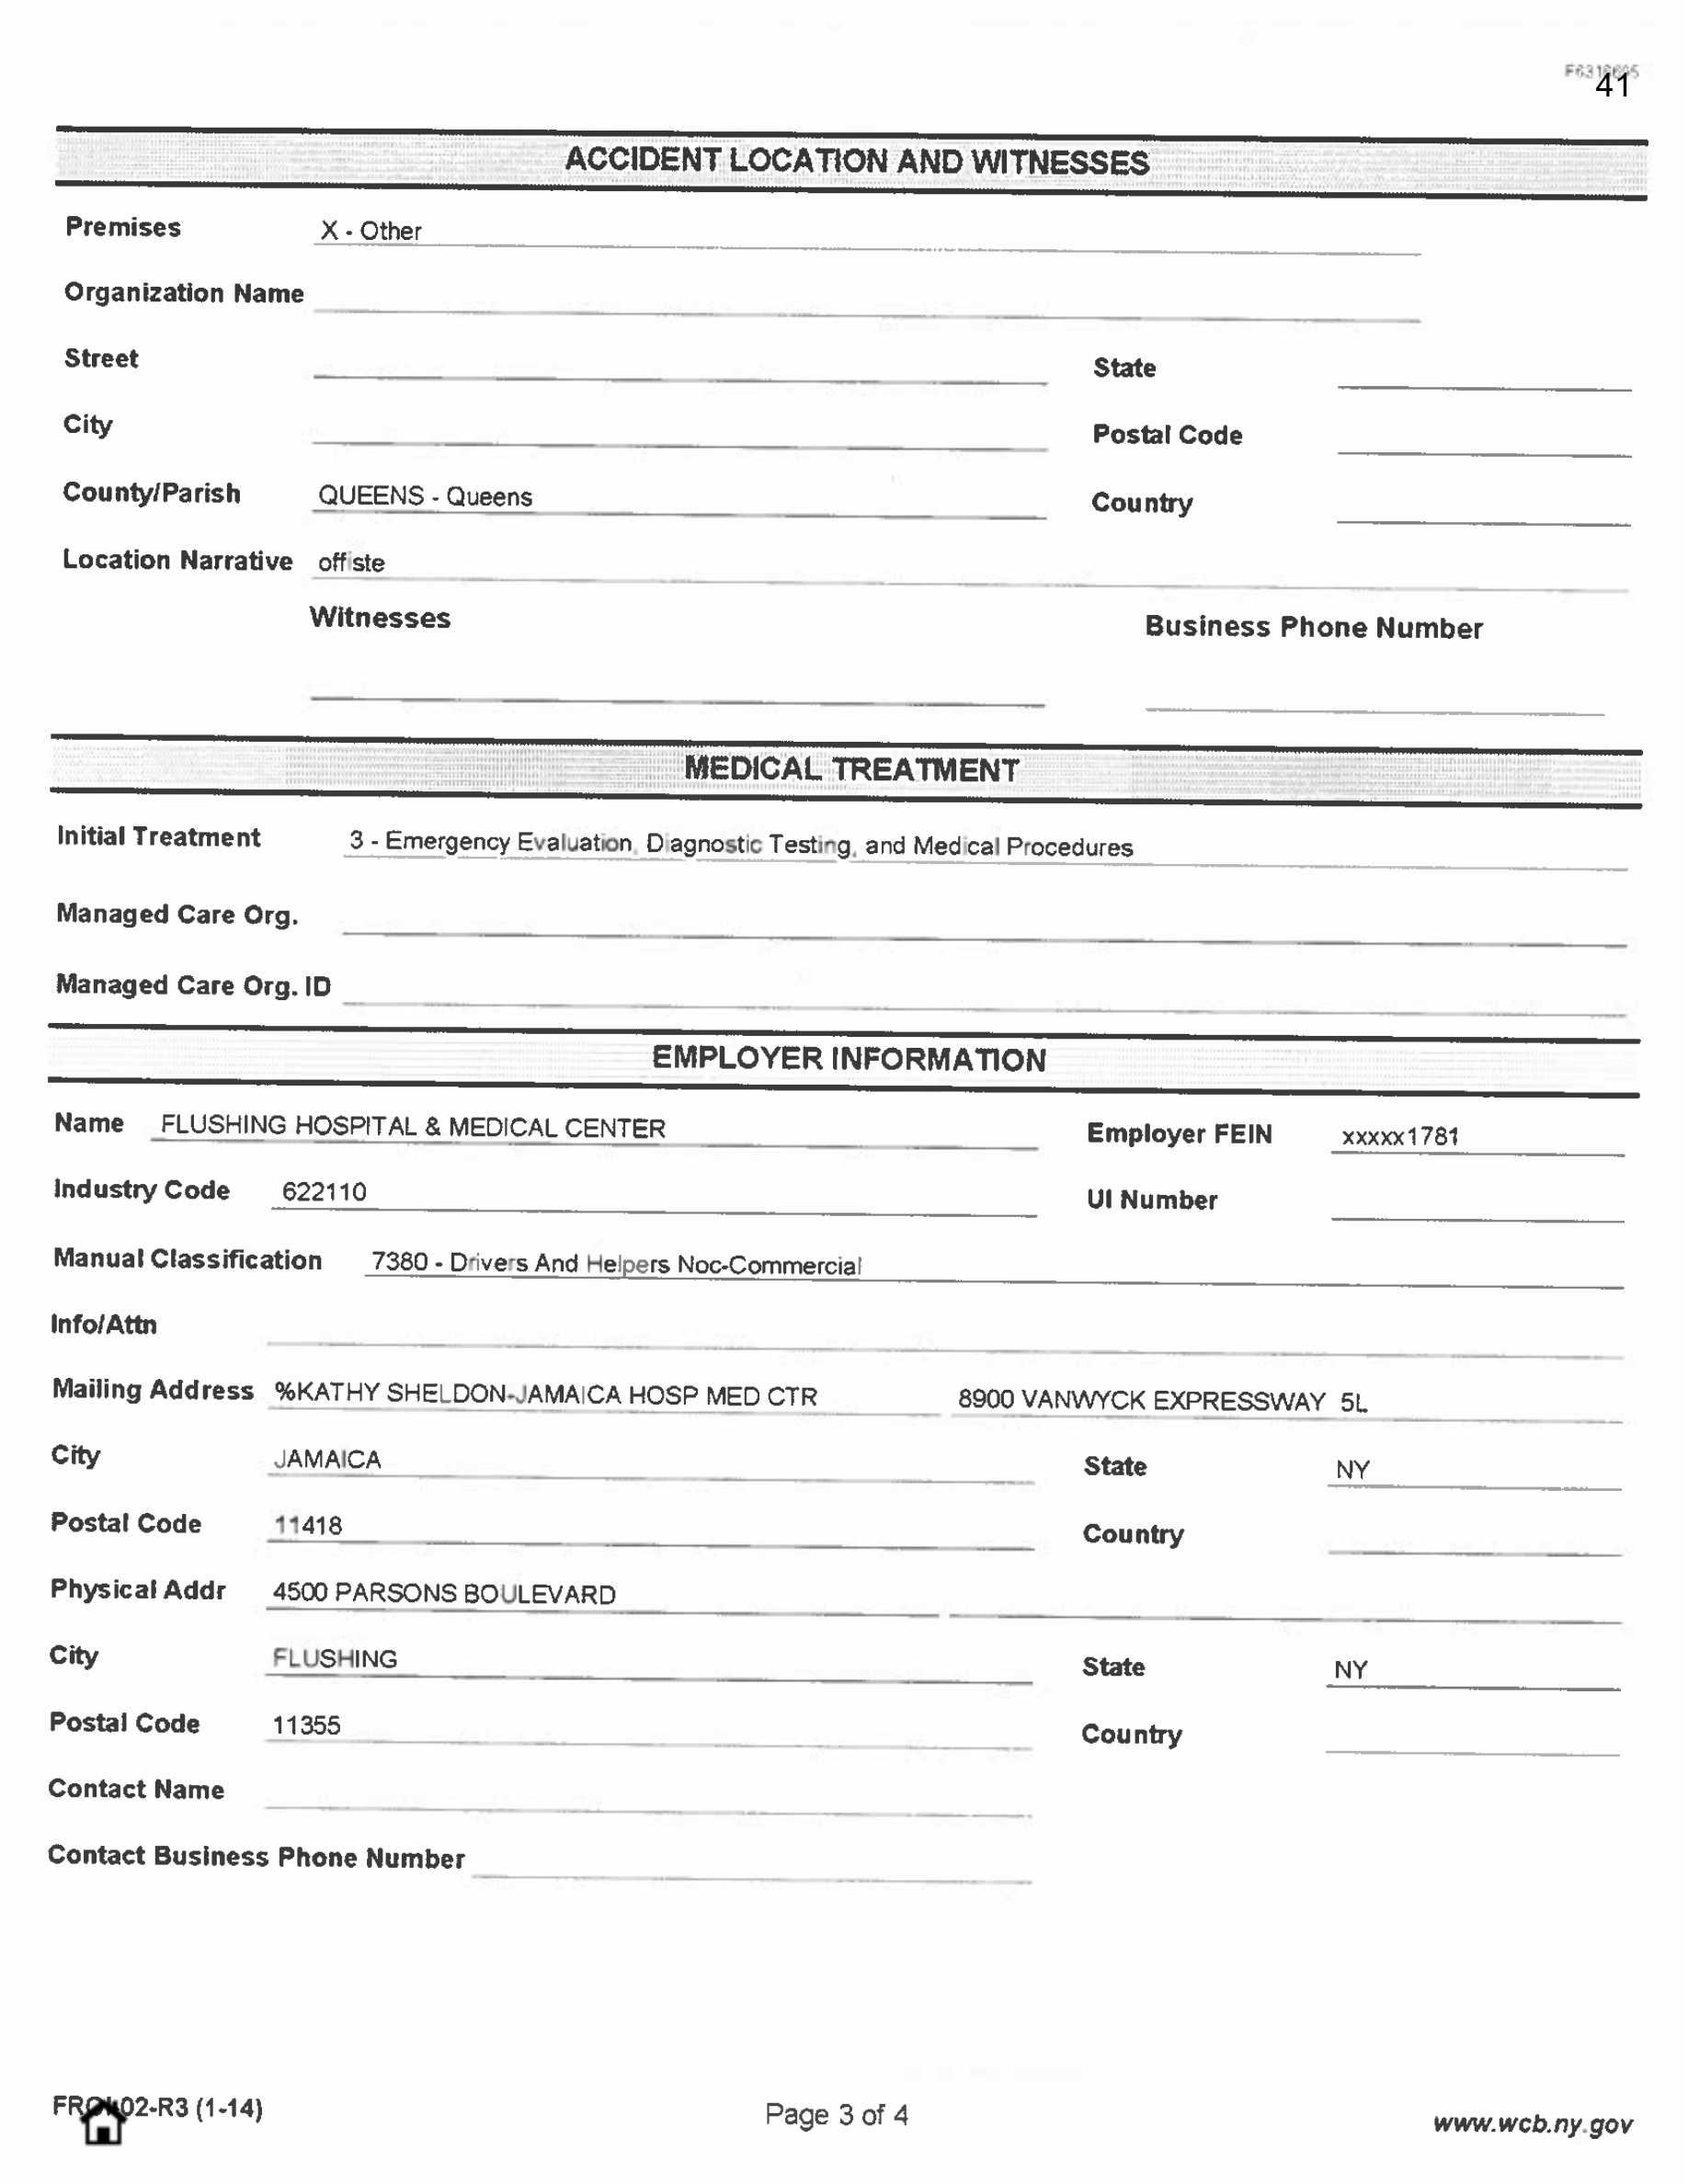 41
ACCIDENT LOCATION AND WITNESSES
Premises X - Other
Organization Name
Street State
City Postal Code
County/Parish QUEENS - Queens Country
Location Narrative offiste
Witnesses Business Phone Number
MEDICAL TREATMENT
Initial Treatment 3 - Emergency Evaluation, Diagnostic Testing, and Medical Procedures
Managed Care Org.
Managed Care Org. ID
EMPLOYER INFORMATION
Name FLUSHING HOSPITAL & MEDICAL CENTER Employer FEIN xxxxx1781
Industry Code 622110 UI Number
Manual Classification 7380 - Drivers And Helpers Noc-Commercial
Info/Attn
Mailing Address %KATHY SHELDON-JAMAICA HOSP MED CTR 8900 VANWYCK EXPRESSWAY 5L
City JAMAICA State NY
Postal Code 11418 Country
Physical Addr 4500 PARSONS BOULEVARD
City FLUSHING State NY
Postal Code 11355 Country
Contact Name
Contact Business Phone Number
02-R3 (1-14) Page 3 of 4 www.wcb.ny.gov